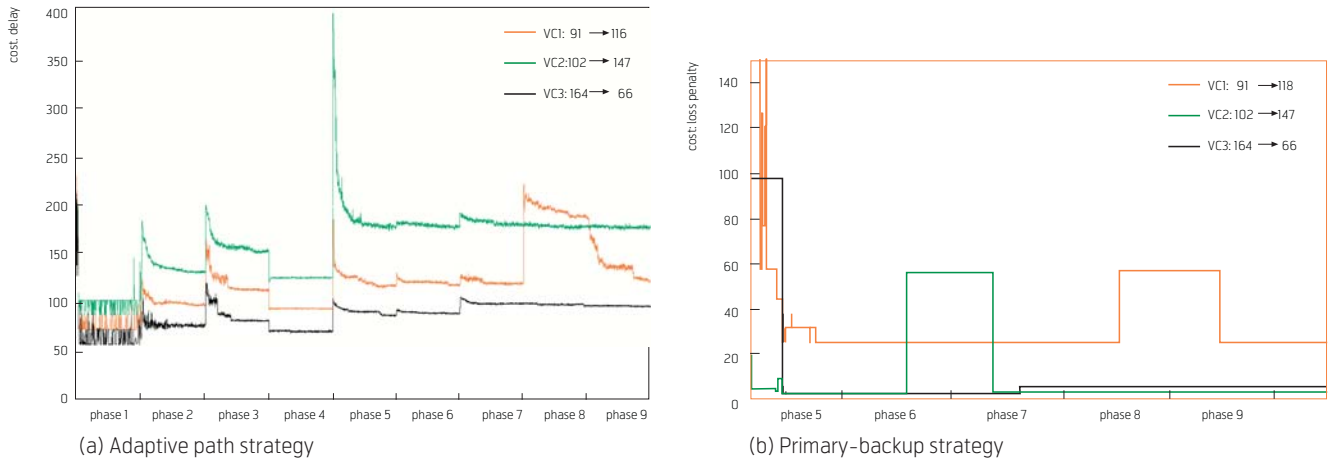 cost. delay
400
350
300
250
200
150
100
50
0
VC1: 91 → 116
VC2:102 → 147
VC3: 164 → 66
phase 1 phase 2 phase 3 phase 4 phase 5 phase 6 phase 7 phase 8 phase 9
(a) Adaptive path strategy
cost: loss penalty
140
120
100
80
60
40
20
0
VC1: 91 → 118
VC2: 102 → 147
VC3: 164 → 66
phase 5 phase 6 phase 7 phase 8 phase 9
(b) Primary-backup strategy